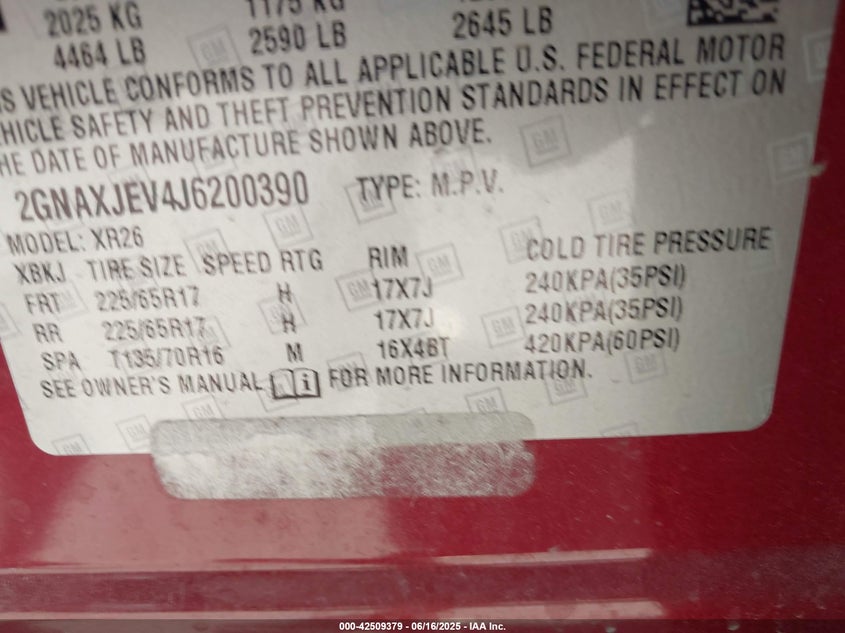 2025 KG 1175 KG
4464 LB 2590 LB 2645 LB
S VEHICLE CONFORMS TO ALL APPLICABLE U.S. FEDERAL MOTOR
HICLE SAFETY AND THEFT PREVENTION STANDARDS IN EFFECT ON
HE DATE OF MANUFACTURE SHOWN ABOVE.
2GNAXJEV4J6200390 TYPE: M.P.V.
MODEL: XR26
XBKJ TIRE SIZE SPEED RTG RIM COLD TIRE PRESSURE
FRT 225/65R17 H 17X7J 240KPA(35PSI)
RR 225/65R17 H 17X7J 240KPA(35PSI)
SPA T135/70R16 M 16X4BT 420KPA(60PSI)
SEE OWNER'S MANUAL FOR MORE INFORMATION.
000-42509379 - 06/16/2025 - IAA Inc.